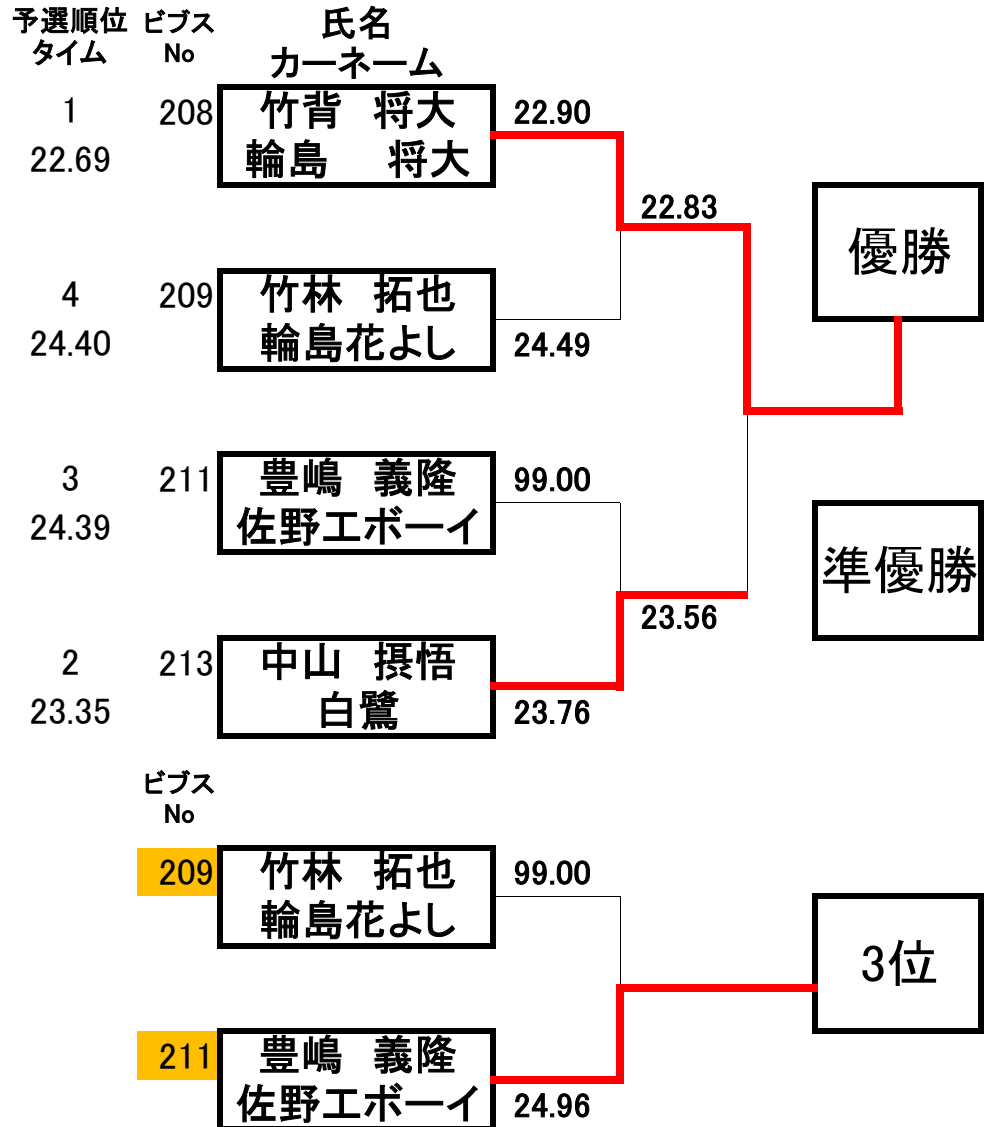 予選順位 ビブス 氏名
タイム No カーネーム
1 208 竹背 将大 22.90
22.69 輪島 将大
22.83
優勝
4 209 竹林 拓也
24.40 輪島花よし 24.49
3 211 豊嶋 義隆 99.00
24.39 佐野エボーイ
準優勝
23.56
2 213 中山 摂悟
23.35 白鷺 23.76
ビブス
No
209 竹林 拓也 99.00
輪島花よし
3位
211 豊嶋 義隆
佐野エボーイ 24.96